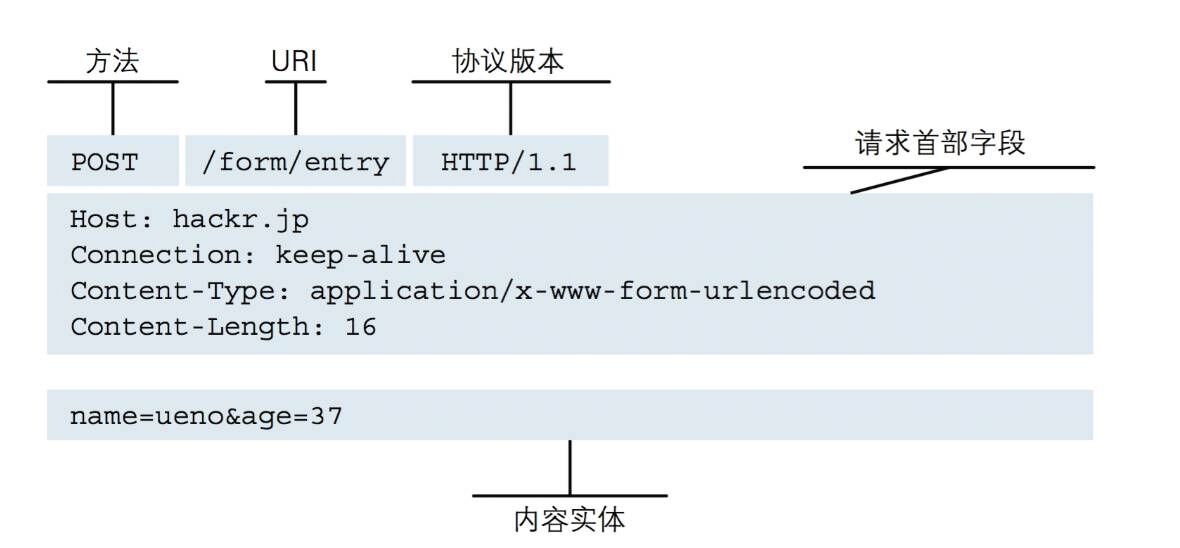 方法 URI 协议版本
POST /form/entry HTTP/1.1
请求首部字段
Host: hackr.jp
Connection: keep-alive
Content-Type: application/x-www-form-urlencoded
Content-Length: 16
name=ueno&age=37
内容实体